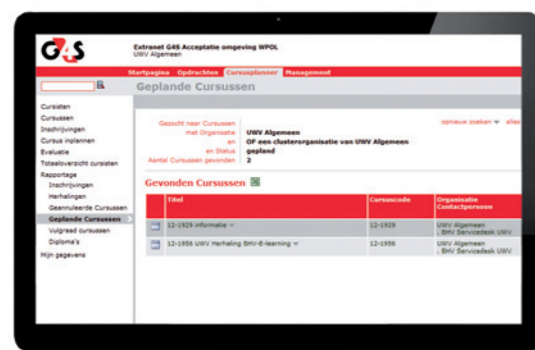 G4S
Extranet G4S Acceptatie omgeving WPOL
UWV Algemeen
Startpagina Opdrachten Cursusplanner Management
Geplande Cursussen
Cursisten
Cursussen
Inschrijvingen
Cursus inplannen
Evaluatie
Totaaloverzicht cursisten
Rapportage
Inschrijvingen
Herhalingen
Geannuleerde Cursussen
Geplande Cursussen
Vulgraad cursussen
Diploma's
Mijn gegevens
opnieuw zoeken alles
Gezocht naar Cursussen
met Organisatie UWV Algemeen
en OF een clusterorganisatie van UWV Algemeen
en Status gepland
Aantal Cursussen gevonden 2
Gevonden Cursussen
Titel Cursuscode Organisatie
Contactpersoon
12-1929 informatie 12-1929 UWV Algemeen
, BHV Servicedesk UWV
12-1956 UWV Herhaling BHV-E-learning 12-1956 UWV Algemeen
, BHV Servicedesk UWV